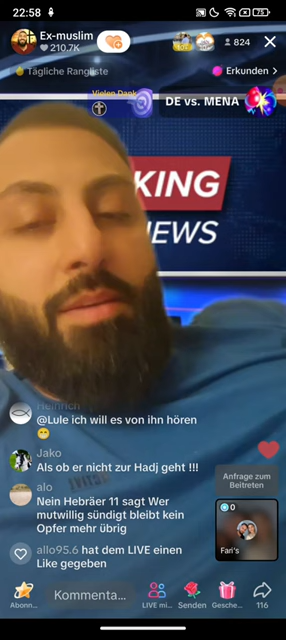 22:58
75
Ex-muslim
210.7K
824
Tägliche Rangliste
Erkunden >
Vielen Dank
DE vs. MENA
KING
NEWS
Heinrich
@Lule ich will es von ihn hören
Jako
Als ob er nicht zur Hadj geht !!!
alo
Nein Hebräer 11 sagt Wer
mutwillig sündigt bleibt kein
Opfer mehr übrig
allo95.6 hat dem LIVE einen
Like gegeben
Anfrage zum
Beitreten
0
Fari's
Abonn...
Kommenta...
LIVE mi...
Senden
Gesche...
116